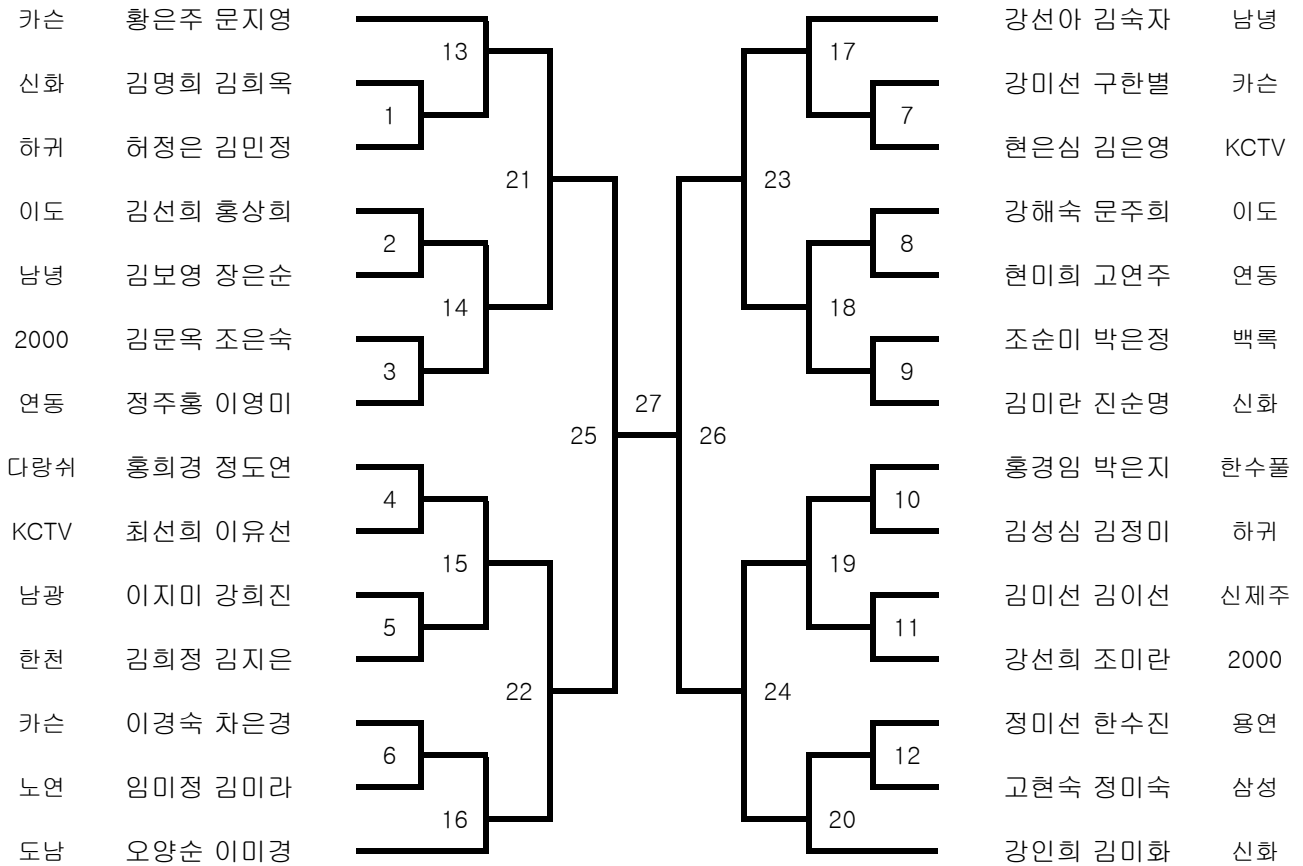 카슨 황은주 문지영 강선아 김숙자 남녕
13 17
신화 김명희 김희옥 강미선 구한별 카슨
1 7
하귀 허정은 김민정 현은심 김은영 KCTV
21 23
이도 김선희 홍상희 강해숙 문주희 이도
2 8
남녕 김보영 장은순 현미희 고연주 연동
14 18
2000 김문옥 조은숙 조순미 박은정 백록
3 9
연동 정주홍 이영미 27 김미란 진순명 신화
25 26
다랑쉬 홍희경 정도연 홍경임 박은지 한수풀
4 10
KCTV 최선희 이유선 김성심 김정미 하귀
15 19
남광 이지미 강희진 김미선 김이선 신제주
5 11
한천 김희정 김지은 강선희 조미란 2000
22 24
카슨 이경숙 차은경 정미선 한수진 용연
6 12
노연 임미정 김미라 고현숙 정미숙 삼성
16 20
도남 오양순 이미경 강인희 김미화 신화